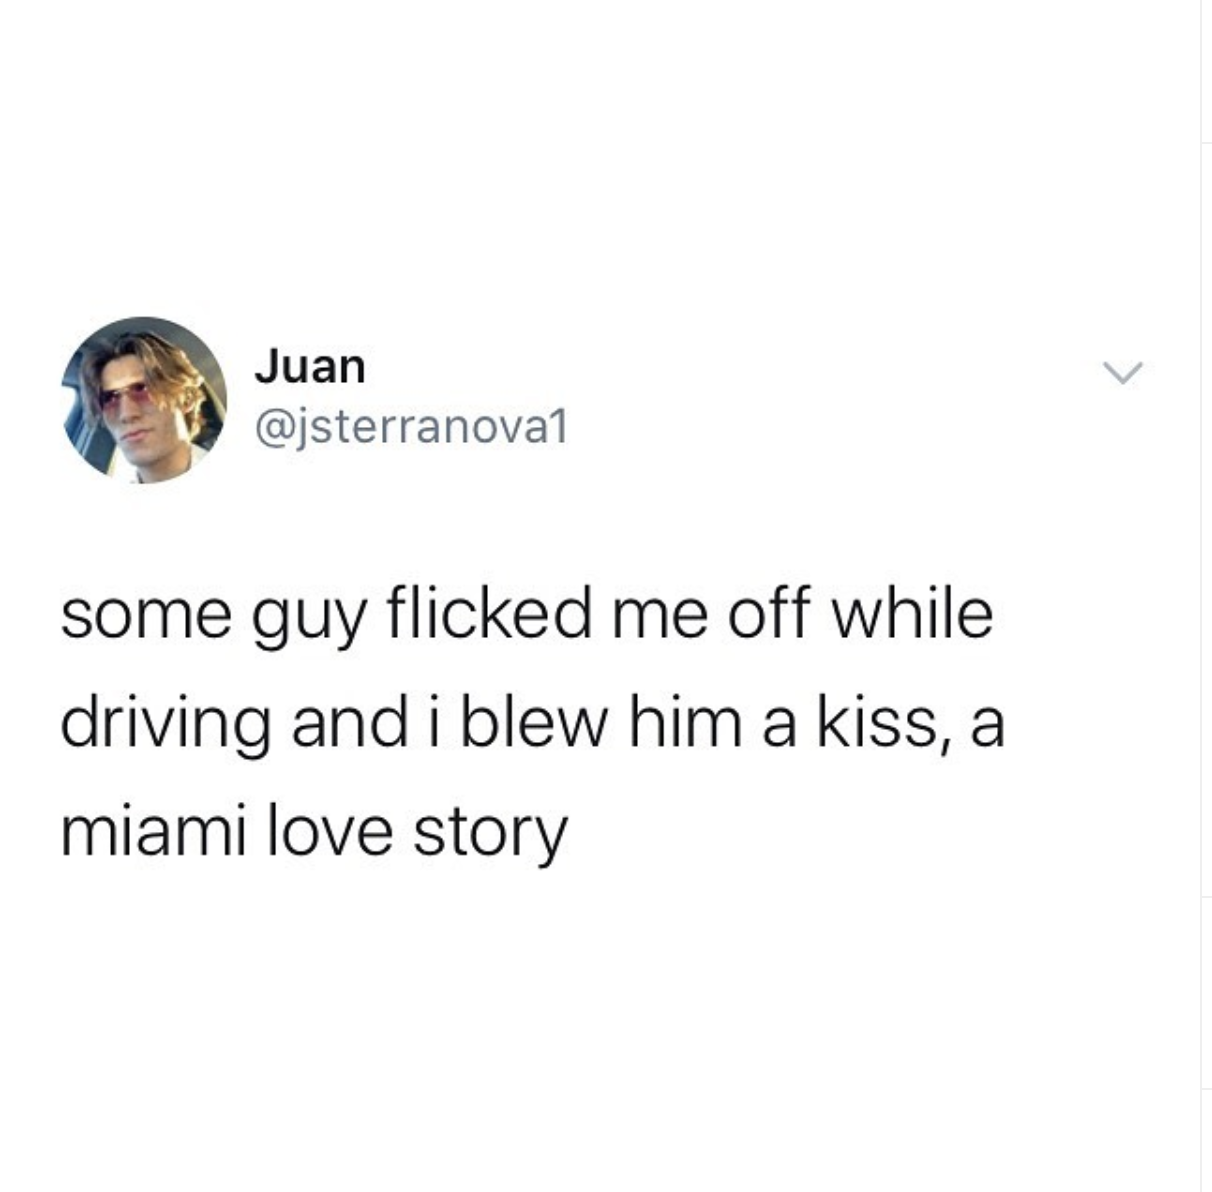 Juan
@jsterranova1
some guy flicked me off while
driving and i blew him a kiss, a
miami love story